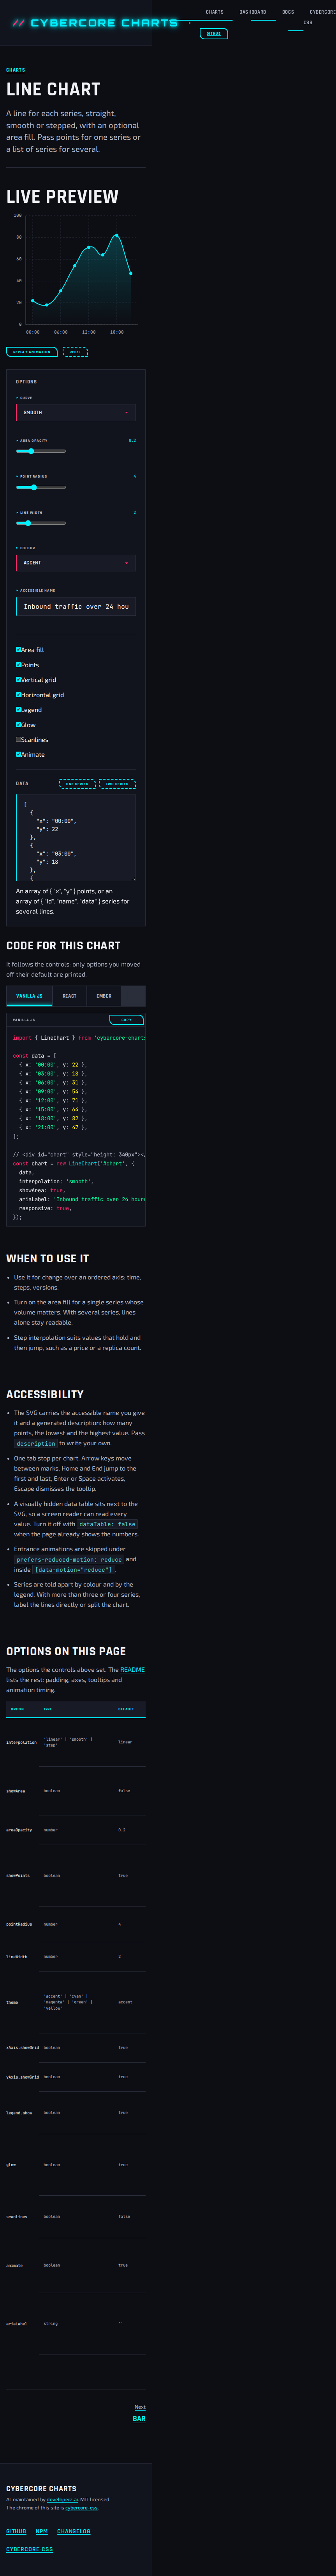 // CYBERCORE CHARTS
CHARTS
DASHBOARD
DOCS
CYBERCORE
CSS
GITHUB
CHARTS
LINE CHART
A line for each series, straight,
smooth or stepped, with an optional
area fill. Pass points for one series or
a list of series for several.
LIVE PREVIEW
100
80
60
40
20
0
00:00 06:00 12:00 18:00
REPLAY ANIMATION RESET
OPTIONS
CURVE
SMOOTH
AREA OPACITY 0.2
POINT RADIUS 4
LINE WIDTH 2
COLOUR
ACCENT
ACCESSIBLE NAME
Inbound traffic over 24 hou
Area fill
Points
Vertical grid
Horizontal grid
Legend
Glow
Scanlines
Animate
DATA ONE SERIES TWO SERIES
[
{
"x": "00:00",
"y": 22
},
{
"x": "03:00",
"y": 18
},
{
An array of { "x", "y" } points, or an
array of { "id", "name", "data" } series for
several lines.
CODE FOR THIS CHART
It follows the controls: only options you moved
off their default are printed.
VANILLA JS REACT EMBER
VANILLA JS COPY
import { LineChart } from 'cybercore-charts
const data = [
{ x: '00:00', y: 22 },
{ x: '03:00', y: 18 },
{ x: '06:00', y: 31 },
{ x: '09:00', y: 54 },
{ x: '12:00', y: 71 },
{ x: '15:00', y: 64 },
{ x: '18:00', y: 82 },
{ x: '21:00', y: 47 },
];
// <div id="chart" style="height: 340px"></
const chart = new LineChart('#chart', {
data,
interpolation: 'smooth',
showArea: true,
ariaLabel: 'Inbound traffic over 24 hours
responsive: true,
});
WHEN TO USE IT
• Use it for change over an ordered axis: time,
steps, versions.
• Turn on the area fill for a single series whose
volume matters. With several series, lines
alone stay readable.
• Step interpolation suits values that hold and
then jump, such as a price or a replica count.
ACCESSIBILITY
• The SVG carries the accessible name you give
it and a generated description: how many
points, the lowest and the highest value. Pass
description to write your own.
• One tab stop per chart. Arrow keys move
between marks, Home and End jump to the
first and last, Enter or Space activates,
Escape dismisses the tooltip.
• A visually hidden data table sits next to the
SVG, so a screen reader can read every
value. Turn it off with dataTable: false
when the page already shows the numbers.
• Entrance animations are skipped under
prefers-reduced-motion: reduce and
inside [data-motion="reduce"].
• Series are told apart by colour and by the
legend. With more than three or four series,
label the lines directly or split the chart.
OPTIONS ON THIS PAGE
The options the controls above set. The README
lists the rest: padding, axes, tooltips and
animation timing.
OPTION TYPE DEFAULT
interpolation 'linear' | 'smooth' | 'step' linear
showArea boolean false
areaOpacity number 0.2
showPoints boolean true
pointRadius number 4
lineWidth number 2
theme 'accent' | 'cyan' | 'magenta' | 'green' | 'yellow' accent
xAxis.showGrid boolean true
yAxis.showGrid boolean true
legend.show boolean true
glow boolean true
scanlines boolean false
animate boolean true
ariaLabel string ''
Next
BAR
CYBERCORE CHARTS
AI-maintained by developerz.ai. MIT licensed.
The chrome of this site is cybercore-css.
GITHUB NPM CHANGELOG
CYBERCORE-CSS